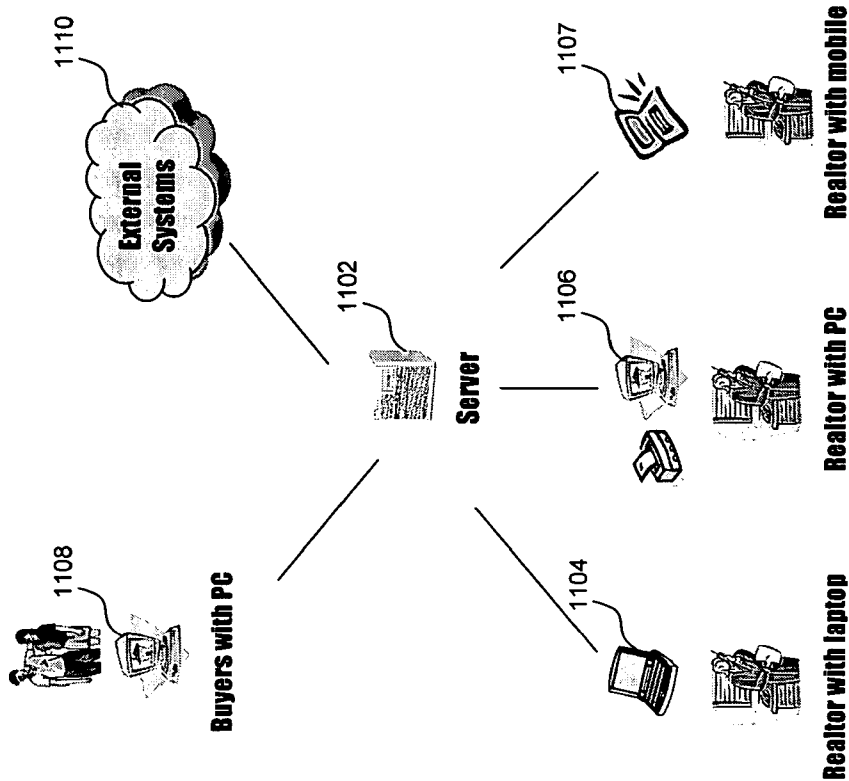 1110
External
Systems
1108
Buyers with PC
1102
Server
1104
1106
1107
Realtor with laptop
Realtor with PC
Realtor with mobile